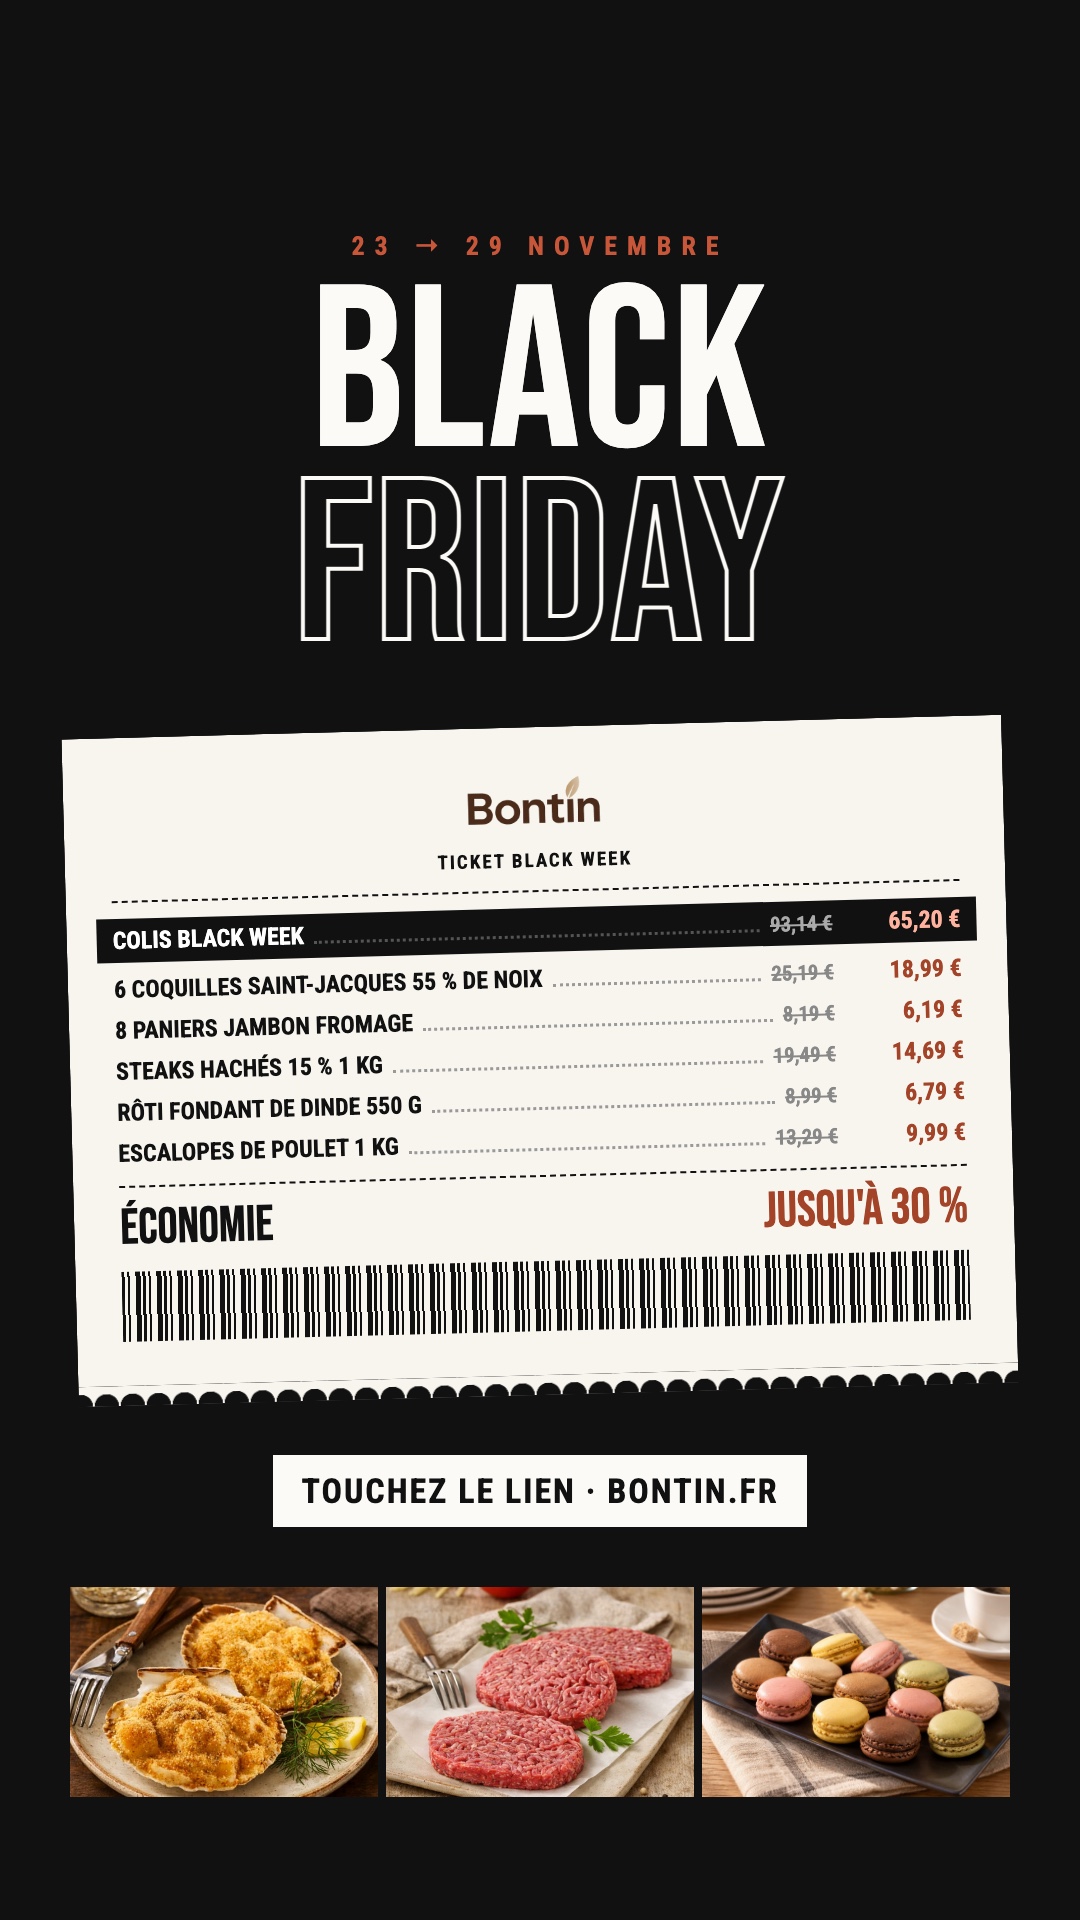 23 → 29 NOVEMBRE
BLACK
FRIDAY
Bontin
TICKET BLACK WEEK
COLIS BLACK WEEK 93,14 € 65,20 €
6 COQUILLES SAINT-JACQUES 55 % DE NOIX 25,19 € 18,99 €
8 PANIERS JAMBON FROMAGE 8,19 € 6,19 €
STEAKS HACHÉS 15 % 1 KG 19,49 € 14,69 €
RÔTI FONDANT DE DINDE 550 G 8,99 € 6,79 €
ESCALOPES DE POULET 1 KG 13,29 € 9,99 €
ÉCONOMIE JUSQU'À 30 %
TOUCHEZ LE LIEN · BONTIN.FR